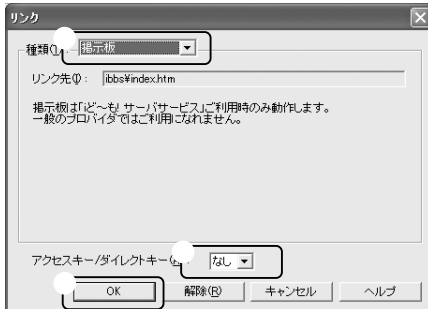 リンク
種類(T): 掲示板
リンク先(I): ibbs¥index.htm
掲示板は「iど〜も! サーバサービス」ご利用時のみ動作します。
一般のプロバイダではご利用になれません。
アクセスキー/ダイレクトキー なし
OK 解除(R) キャンセル ヘルプ